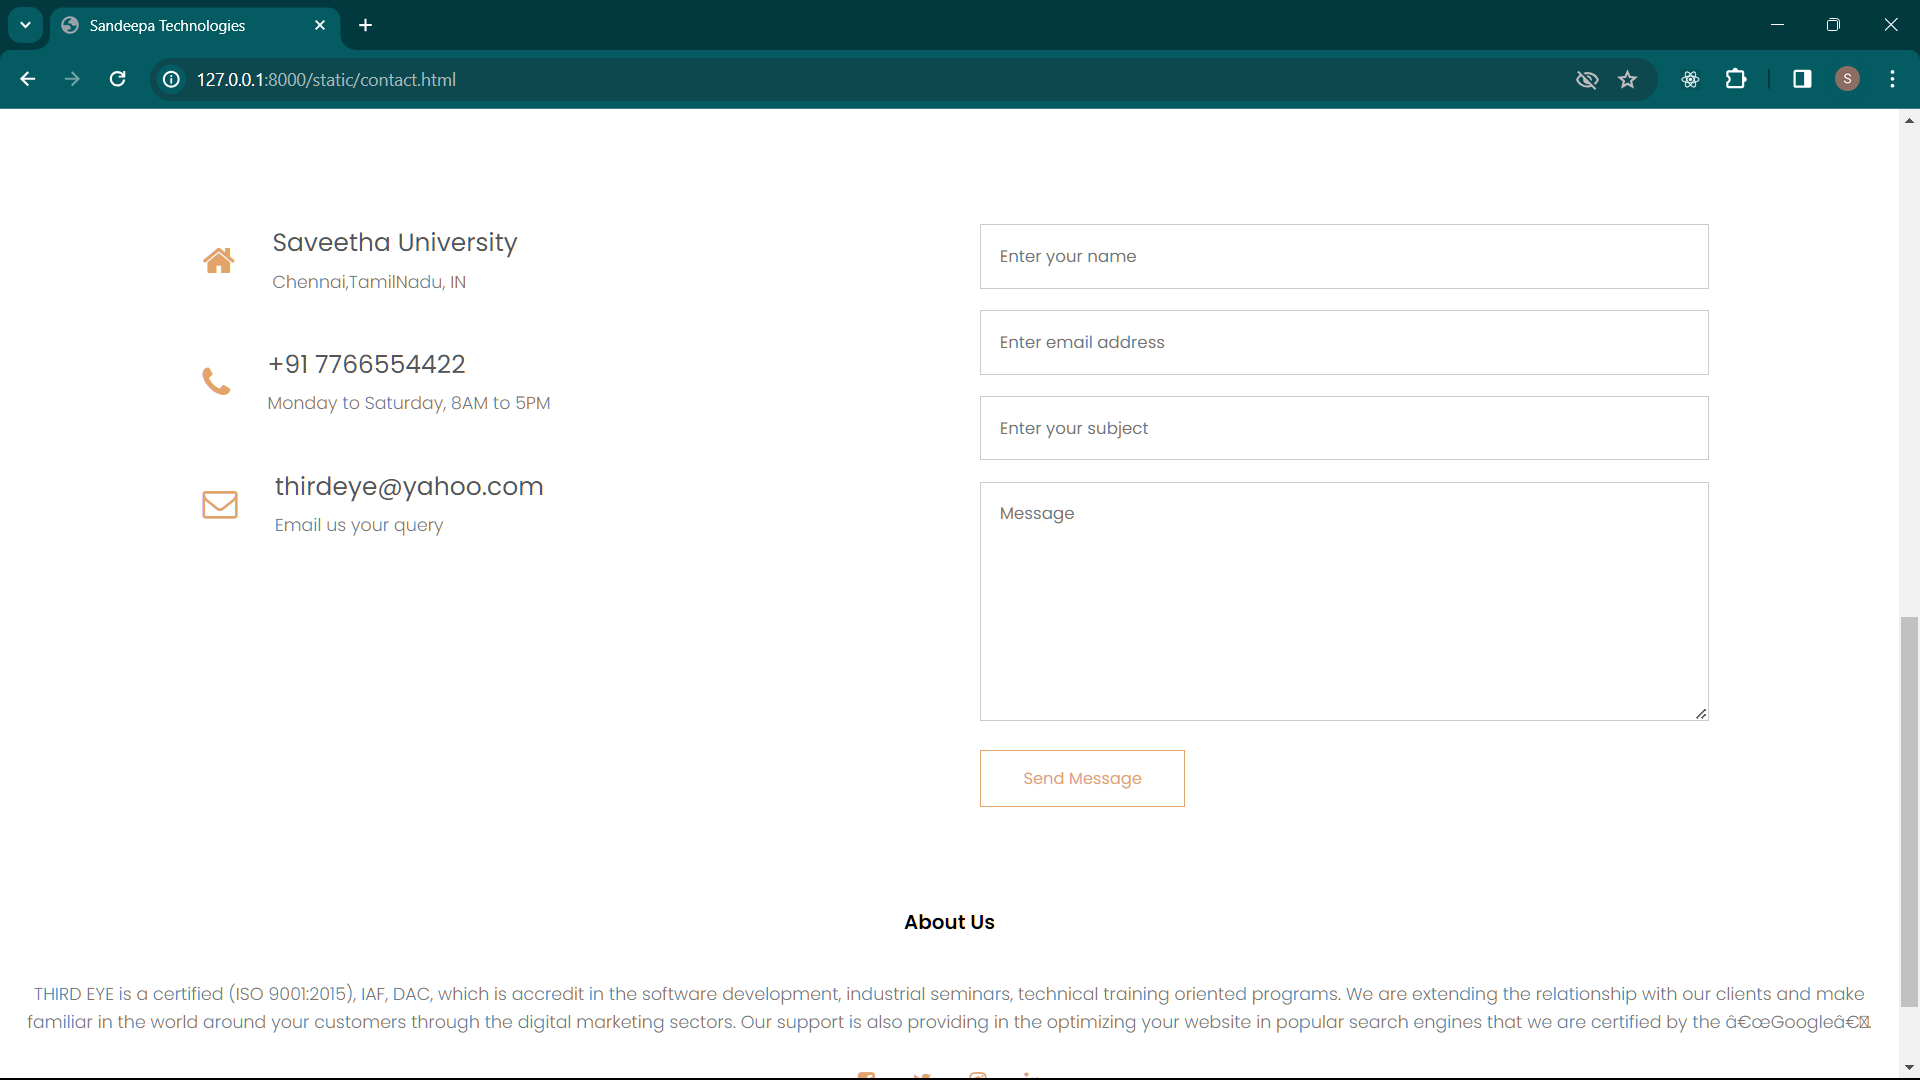 Sandeepa Technologies
127.0.0.1:8000/static/contact.html
S
Saveetha University
Chennai,TamilNadu, IN
+91 7766554422
Monday to Saturday, 8AM to 5PM
thirdeye@yahoo.com
Email us your query
Enter your name
Enter email address
Enter your subject
Message
Send Message
About Us
THIRD EYE is a certified (ISO 9001:2015), IAF, DAC, which is accredit in the software development, industrial seminars, technical training oriented programs. We are extending the relationship with our clients and make
familiar in the world around your customers through the digital marketing sectors. Our support is also providing in the optimizing your website in popular search engines that we are certified by the â€œGoogleâ€.